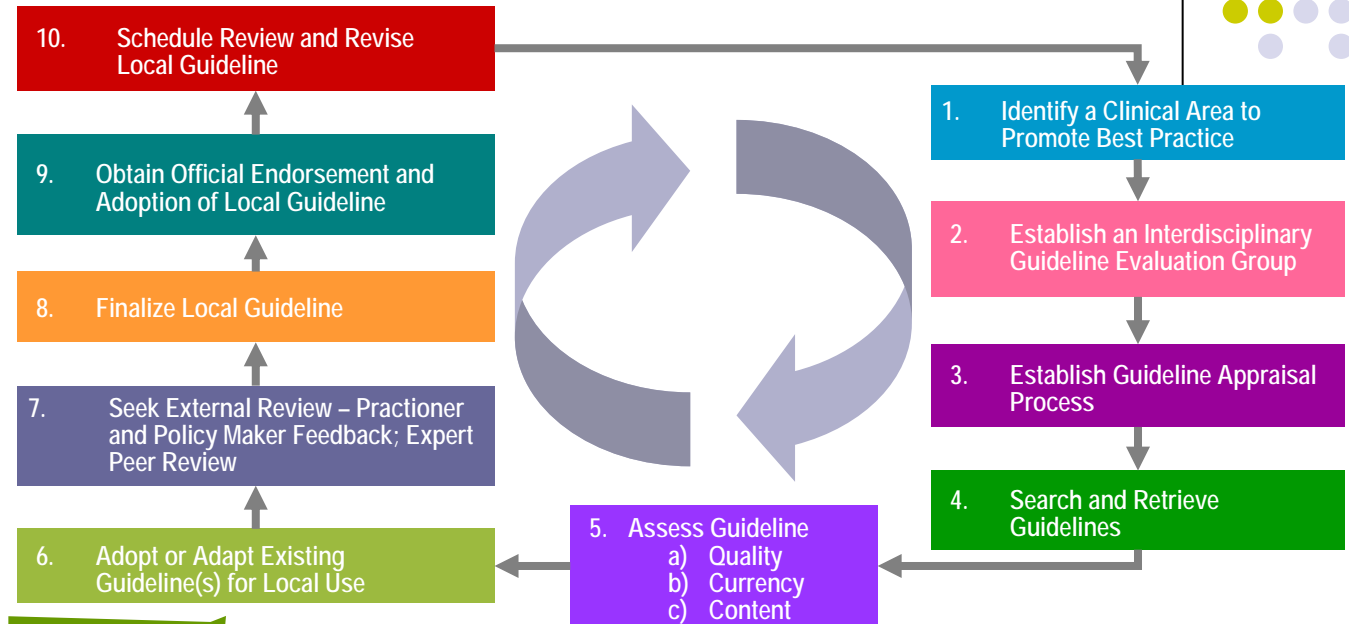 10. Schedule Review and Revise
Local Guideline
1. Identify a Clinical Area to
Promote Best Practice
9. Obtain Official Endorsement and
Adoption of Local Guideline
2. Establish an Interdisciplinary
Guideline Evaluation Group
8. Finalize Local Guideline
3. Establish Guideline Appraisal
Process
7. Seek External Review – Practioner
and Policy Maker Feedback; Expert
Peer Review
4. Search and Retrieve
Guidelines
5. Assess Guideline
a) Quality
b) Currency
c) Content
6. Adopt or Adapt Existing
Guideline(s) for Local Use